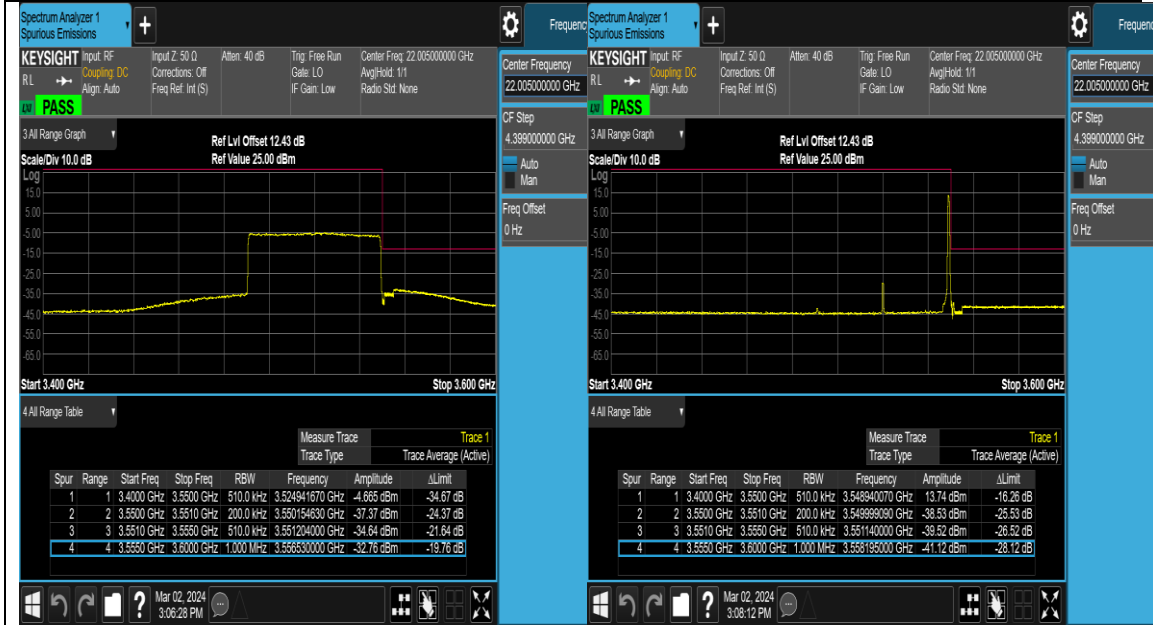 Spectrum Analyzer 1
Spurious Emissions
+
Frequenc
KEYSIGHT Input: RF Input Z: 50 Ω Atten: 40 dB Trig: Free Run Center Freq: 22.005000000 GHz
RL Coupling: DC Corrections: Off Gate: LO Avg|Hold: 1/1
Align: Auto Freq Ref: Int (S) IF Gain: Low Radio Std: None
PASS
Center Frequency
22.005000000 GHz
CF Step
4.399000000 GHz
Auto
Man
Freq Offset
0 Hz
3 All Range Graph
Ref Lvl Offset 12.43 dB
Scale/Div 10.0 dB Ref Value 25.00 dBm
Log
15.0
5.00
-5.00
-15.0
-25.0
-35.0
-45.0
-55.0
-65.0
Start 3.400 GHz Stop 3.600 GHz
4 All Range Table
Measure Trace Trace 1
Trace Type Trace Average (Active)
Spur Range Start Freq Stop Freq RBW Frequency Amplitude ΔLimit
1 1 3.4000 GHz 3.5500 GHz 510.0 kHz 3.524941670 GHz -4.665 dBm -34.67 dB
2 2 3.5500 GHz 3.5510 GHz 200.0 kHz 3.550154630 GHz -37.37 dBm -24.37 dB
3 3 3.5510 GHz 3.5550 GHz 510.0 kHz 3.551204000 GHz -34.64 dBm -21.64 dB
4 4 3.5550 GHz 3.6000 GHz 1.000 MHz 3.566530000 GHz -32.76 dBm -19.76 dB
? Mar 02, 2024
3:06:28 PM
Spectrum Analyzer 1
Spurious Emissions
+
Frequenc
KEYSIGHT Input: RF Input Z: 50 Ω Atten: 40 dB Trig: Free Run Center Freq: 22.005000000 GHz
RL Coupling: DC Corrections: Off Gate: LO Avg|Hold: 1/1
Align: Auto Freq Ref: Int (S) IF Gain: Low Radio Std: None
PASS
Center Frequency
22.005000000 GHz
CF Step
4.399000000 GHz
Auto
Man
Freq Offset
0 Hz
3 All Range Graph
Ref Lvl Offset 12.43 dB
Scale/Div 10.0 dB Ref Value 25.00 dBm
Log
15.0
5.00
-5.00
-15.0
-25.0
-35.0
-45.0
-55.0
-65.0
Start 3.400 GHz Stop 3.600 GHz
4 All Range Table
Measure Trace Trace 1
Trace Type Trace Average (Active)
Spur Range Start Freq Stop Freq RBW Frequency Amplitude ΔLimit
1 1 3.4000 GHz 3.5500 GHz 510.0 kHz 3.548940070 GHz 13.74 dBm -16.26 dB
2 2 3.5500 GHz 3.5510 GHz 200.0 kHz 3.549999090 GHz -38.53 dBm -25.53 dB
3 3 3.5510 GHz 3.5550 GHz 510.0 kHz 3.551140000 GHz -39.52 dBm -26.52 dB
4 4 3.5550 GHz 3.6000 GHz 1.000 MHz 3.558195000 GHz -41.12 dBm -28.12 dB
? Mar 02, 2024
3:08:12 PM